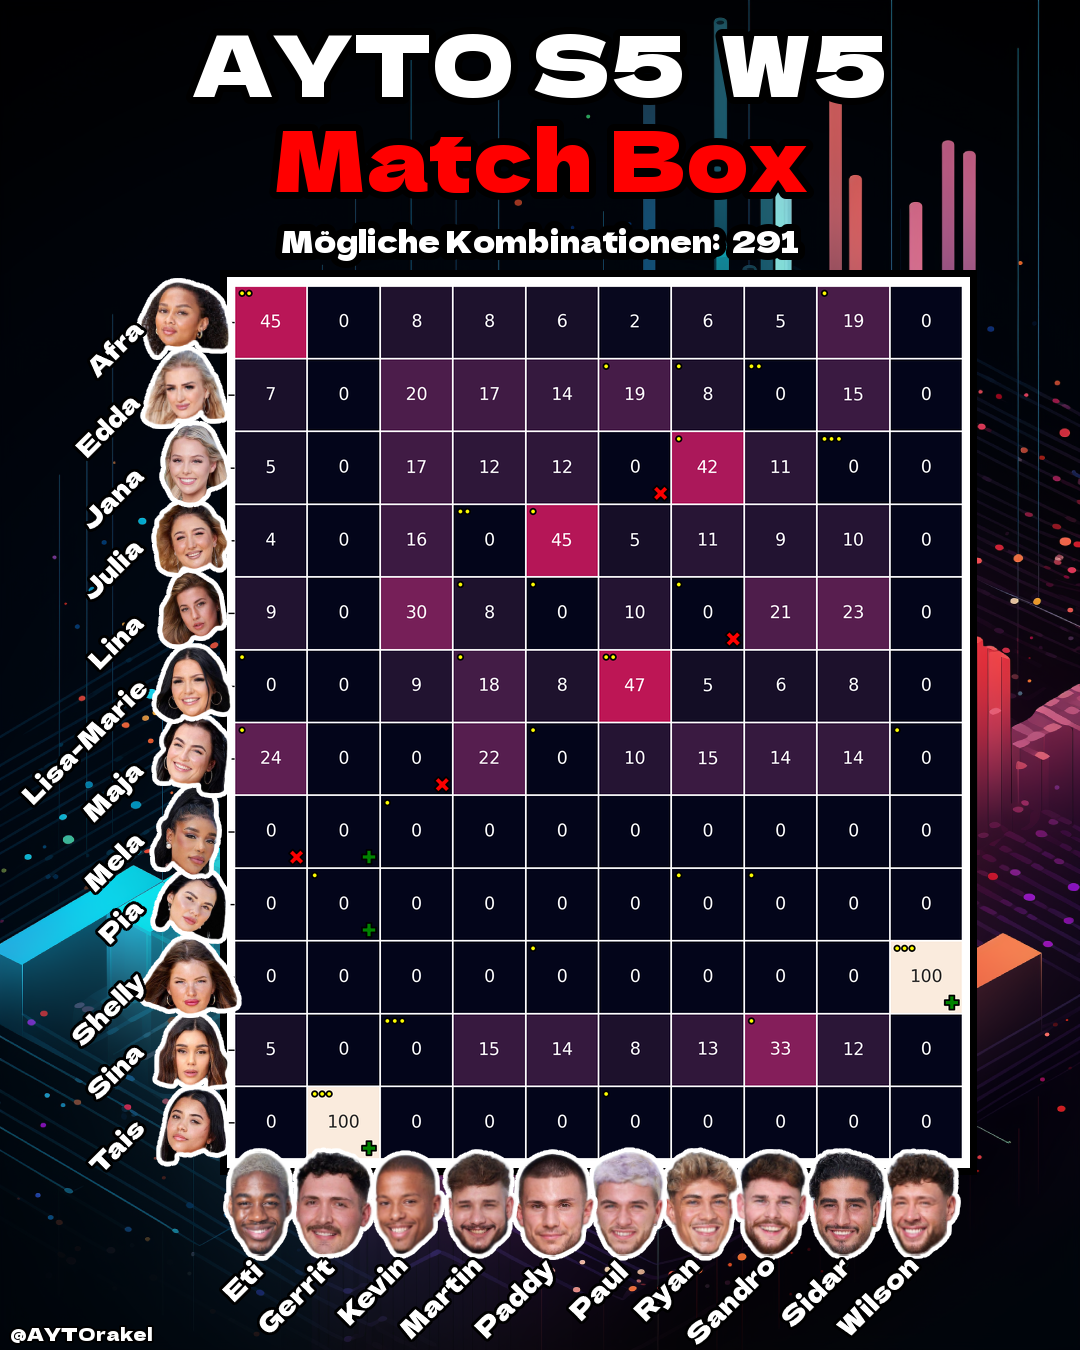 AYTO S5 W5
Match Box
Mögliche Kombinationen: 291
Afra 45 0 8 8 6 2 6 5 19 0
Edda 7 0 20 17 14 19 8 0 15 0
Jana 5 0 17 12 12 0 42 11 0 0
Julia 4 0 16 0 45 5 11 9 10 0
Lina 9 0 30 8 0 10 0 21 23 0
Lisa-Marie 0 0 9 18 8 47 5 6 8 0
Maja 24 0 0 22 0 10 15 14 14 0
Mela 0 0 0 0 0 0 0 0 0 0
Pia 0 0 0 0 0 0 0 0 0 0
Shelly 0 0 0 0 0 0 0 0 0 100
Sina 5 0 0 15 14 8 13 33 12 0
Tais 0 100 0 0 0 0 0 0 0 0
Eti Gerrit Kevin Martin Paddy Paul Ryan Sandro Sidar Wilson
@AYTOrakel